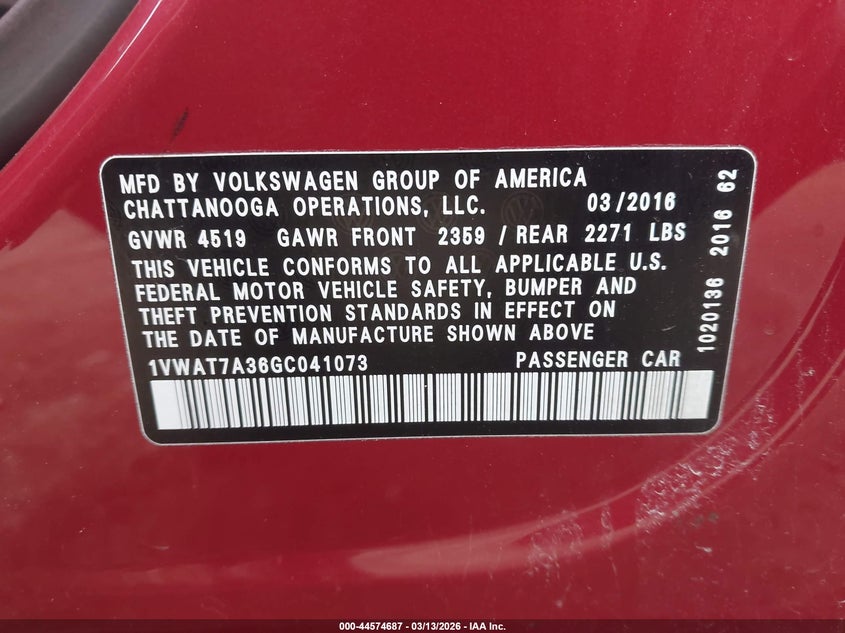 MFD BY VOLKSWAGEN GROUP OF AMERICA
CHATTANOOGA OPERATIONS, LLC. 03/2016
GVWR 4519 GAWR FRONT 2359 / REAR 2271 LBS
THIS VEHICLE CONFORMS TO ALL APPLICABLE U.S.
FEDERAL MOTOR VEHICLE SAFETY, BUMPER AND
THEFT PREVENTION STANDARDS IN EFFECT ON
THE DATE OF MANUFACTURE SHOWN ABOVE
1VWAT7A36GC041073 PASSENGER CAR
1020136 2016 62
000-44574687 | 03/13/2026 | IAA Inc.